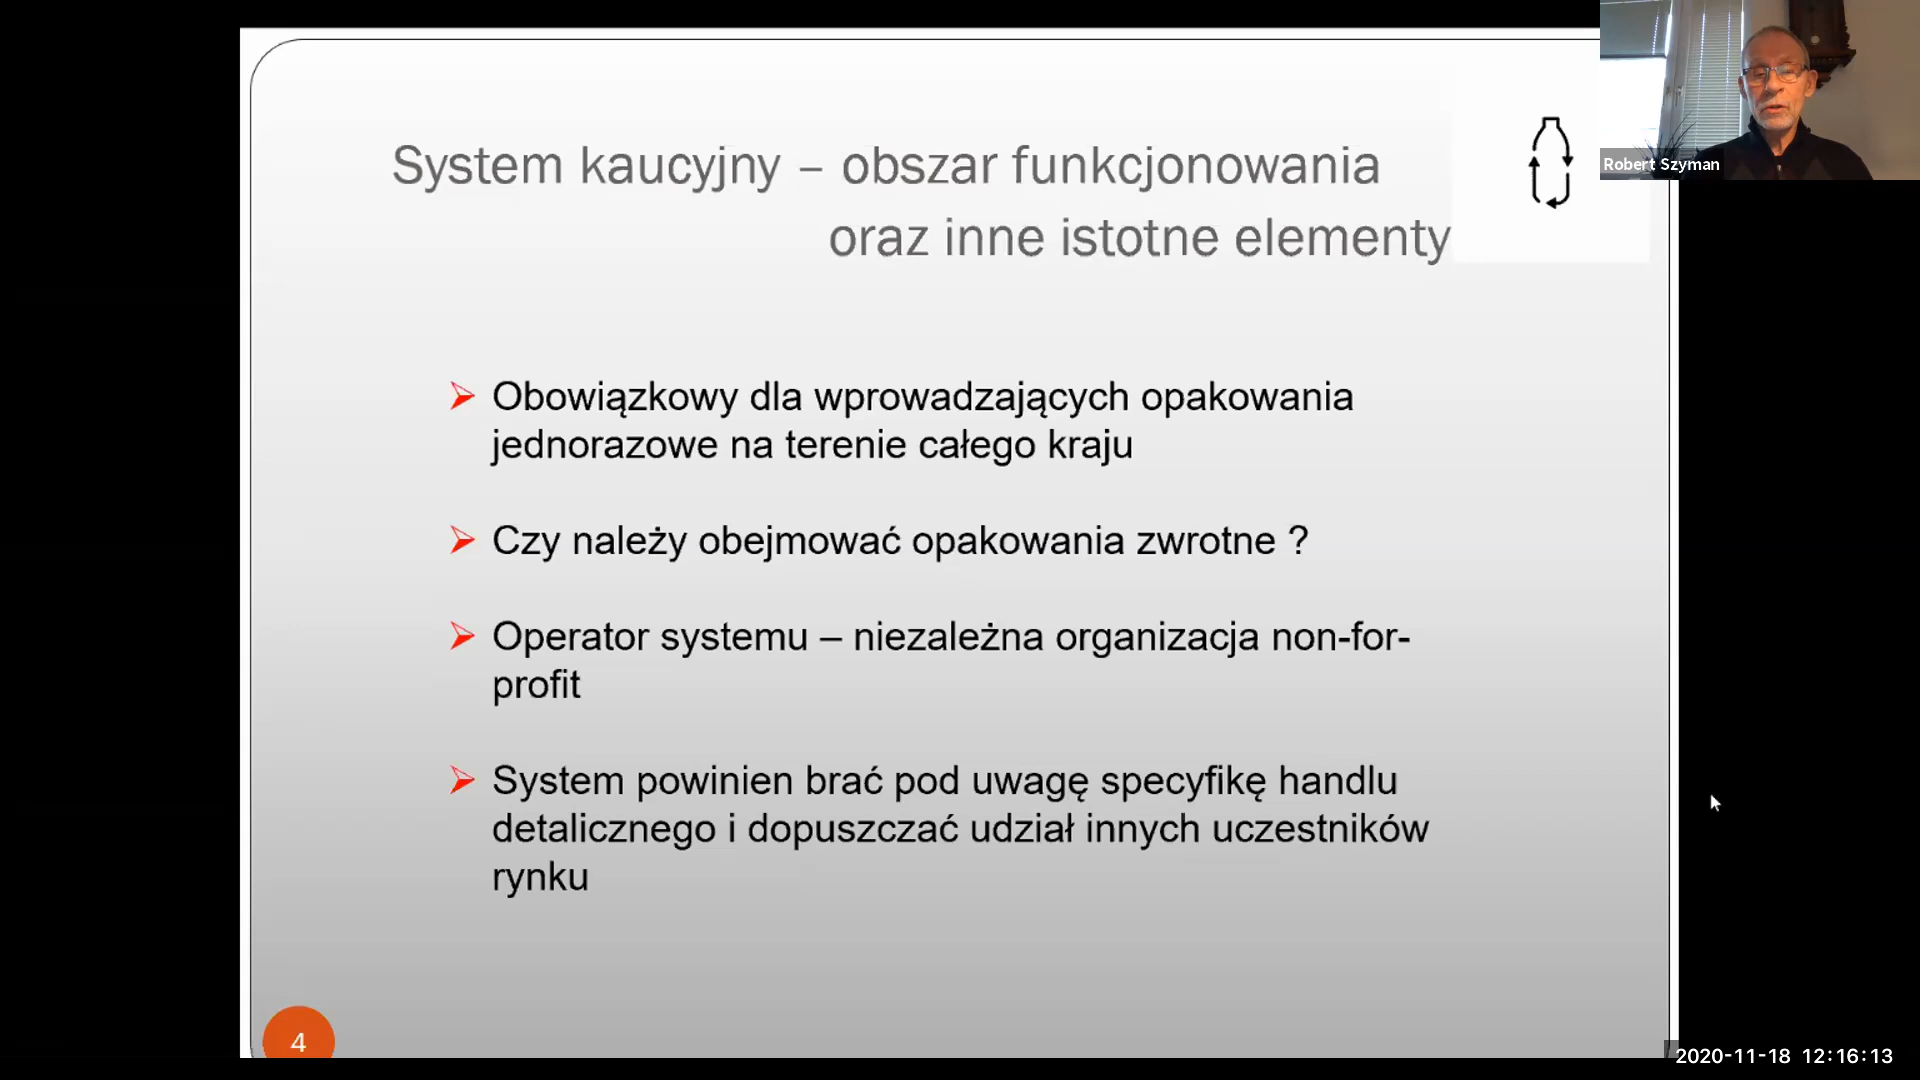 System kaucyjny – obszar funkcjonowania
oraz inne istotne elementy
Robert Szyman
Obowiązkowy dla wprowadzających opakowania
jednorazowe na terenie całego kraju
Czy należy obejmować opakowania zwrotne ?
Operator systemu – niezależna organizacja non-for-
profit
System powinien brać pod uwagę specyfikę handlu
detalicznego i dopuszczać udział innych uczestników
rynku
4
2020-11-18 12:16:13